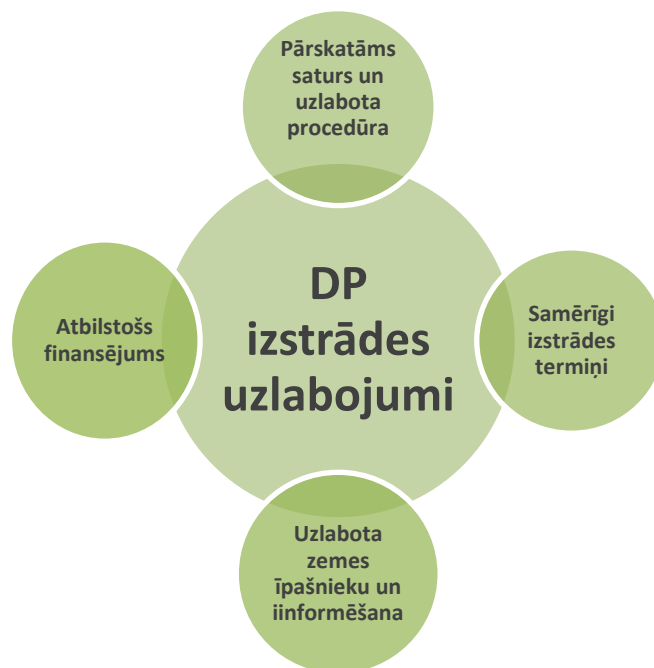 Pārskatāms
saturs un
uzlabota
procedūra
DP
izstrādes
uzlabojumi
Atbilstošs
finansējums
Samērīgi
izstrādes
termiņi
Uzlabota
zemes
īpašnieku un
iinformēšana